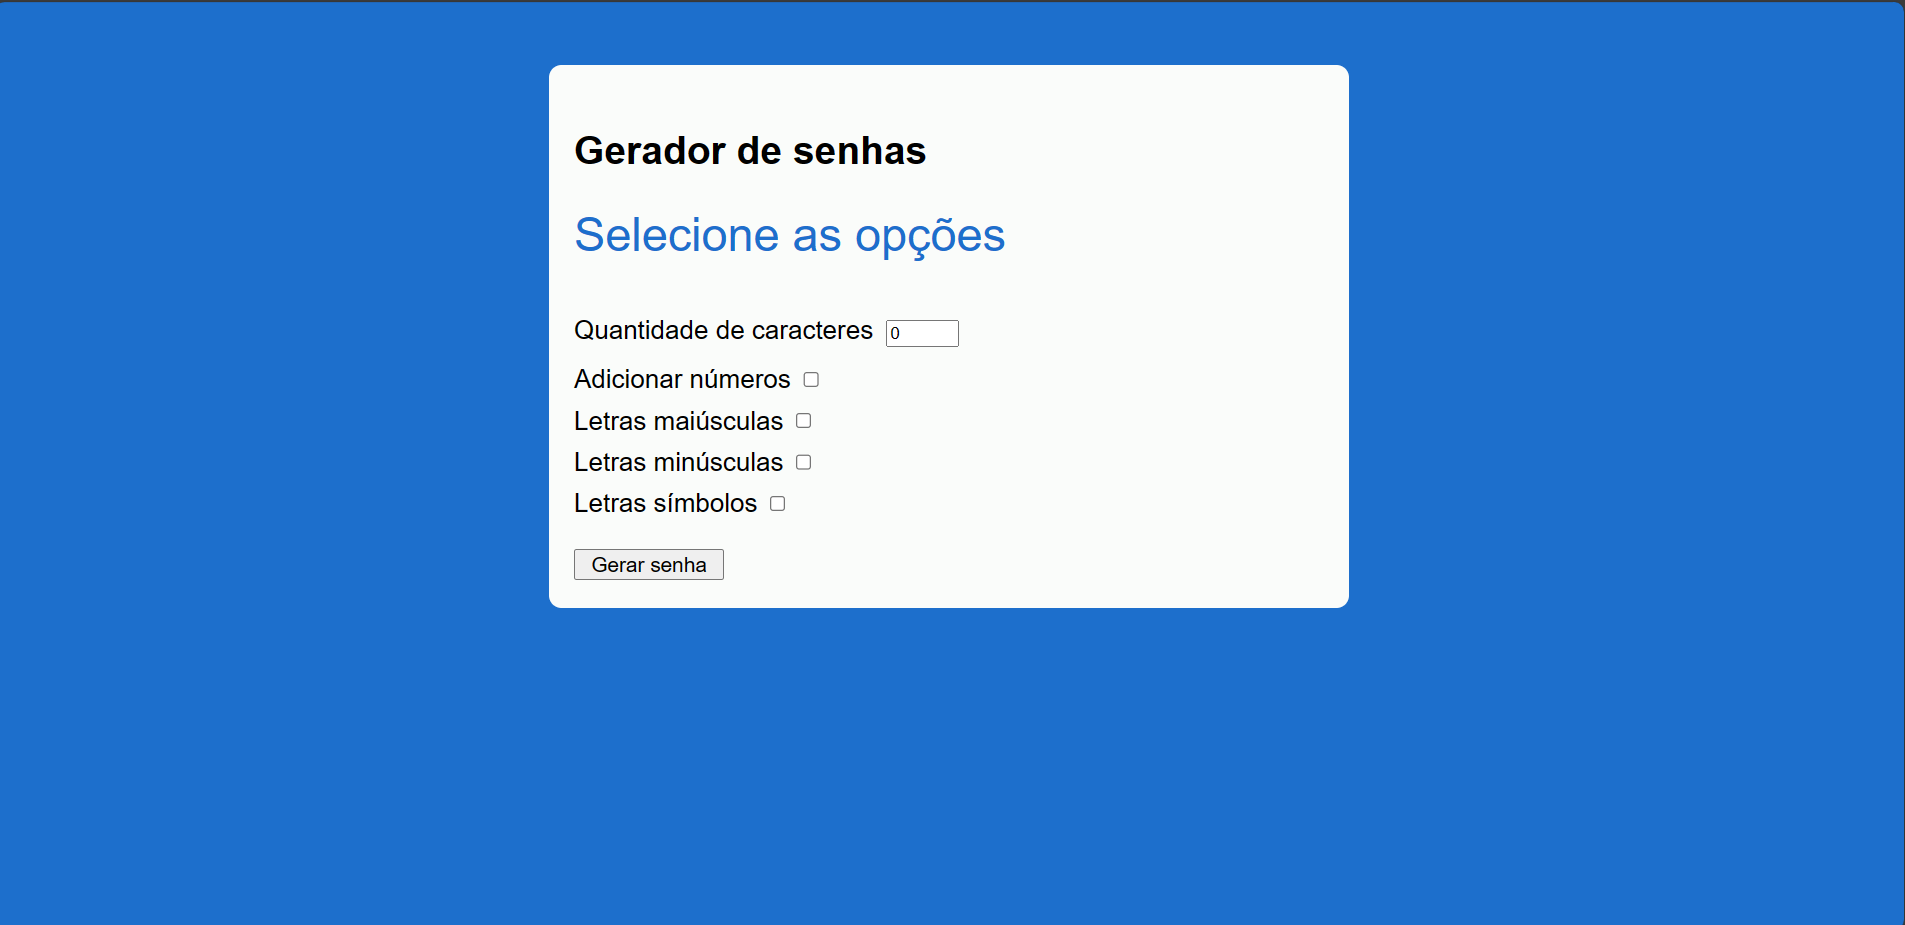 Gerador de senhas
Selecione as opções
Quantidade de caracteres 0
Adicionar números
Letras maiúsculas
Letras minúsculas
Letras símbolos
Gerar senha